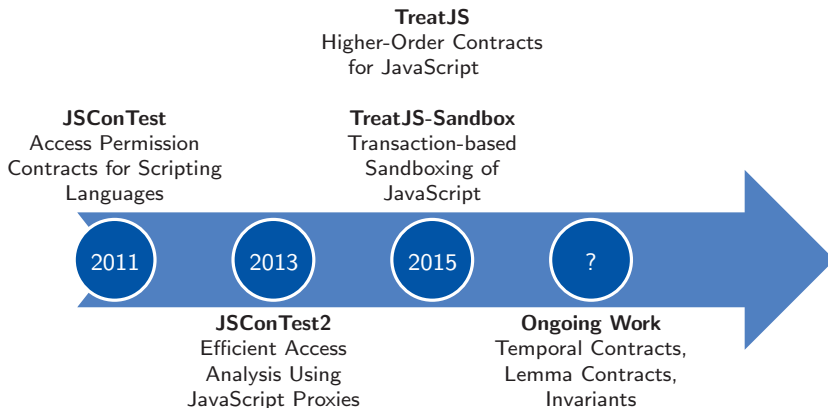 TreatJS
Higher-Order Contracts
for JavaScript
JSConTest
Access Permission
Contracts for Scripting
Languages
TreatJS-Sandbox
Transaction-based
Sandboxing of
JavaScript
2011
2013
2015
?
JSConTest2
Efficient Access
Analysis Using
JavaScript Proxies
Ongoing Work
Temporal Contracts,
Lemma Contracts,
Invariants